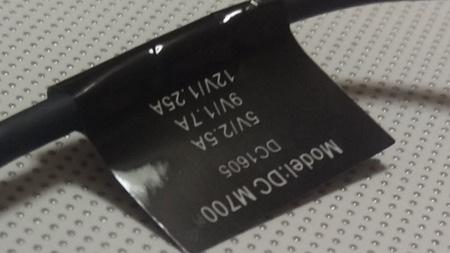 Model:DC M700
DC1605
5V/2.5A
9V/1.7A
12V/1.25A